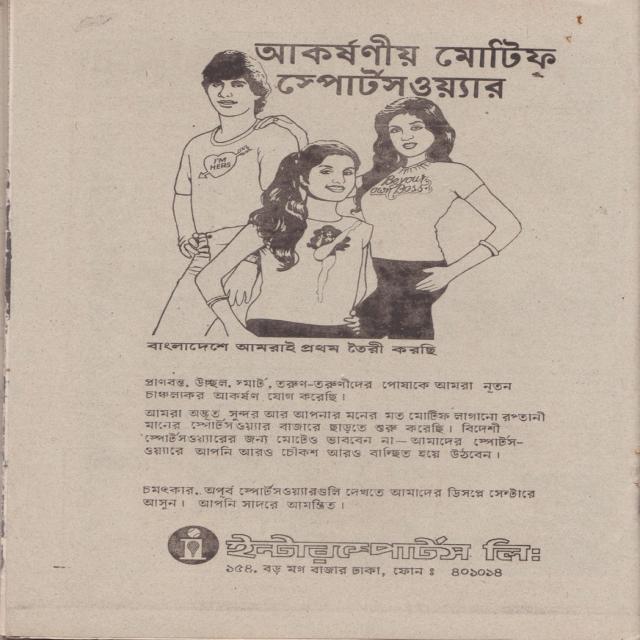 আকর্ষণীয় মোটিফ্
স্পোর্টসওয়্যার
I'M
HERS
Be your
own Boss
বাংলাদেশে আমরাই প্রথম তৈরী করছি
প্রাণবন্ত, উচ্ছল, স্মার্ট, তরুণ-তরুণীদের পোষাকে আমরা নূতন
চাঞ্চল্যকর আকর্ষণ যোগ করেছি।
আমরা অদ্ভুত সুন্দর আর আপনার মনের মত মোটিফ লাগানো রপ্তানী
মানের স্পোর্টসওয়্যার বাজারে ছাড়তে শুরু করেছি। বিদেশী
স্পোর্টসওয়্যারের জন্য মোটেও ভাববেন না—আমাদের স্পোর্টস-
ওয়্যারে আপনি আরও চৌকশ আরও বাঞ্ছিত হয়ে উঠবেন।
চমৎকার, অপূর্ব স্পোর্টসওয়্যারগুলি দেখতে আমাদের ডিসপ্লে সেন্টারে
আসুন। আপনি সাদরে আমন্ত্রিত।
ইন্টারস্পোর্টস লিঃ
১৫৪, বড় মগ বাজার ঢাকা, ফোন ঃ ৪০১০১৪